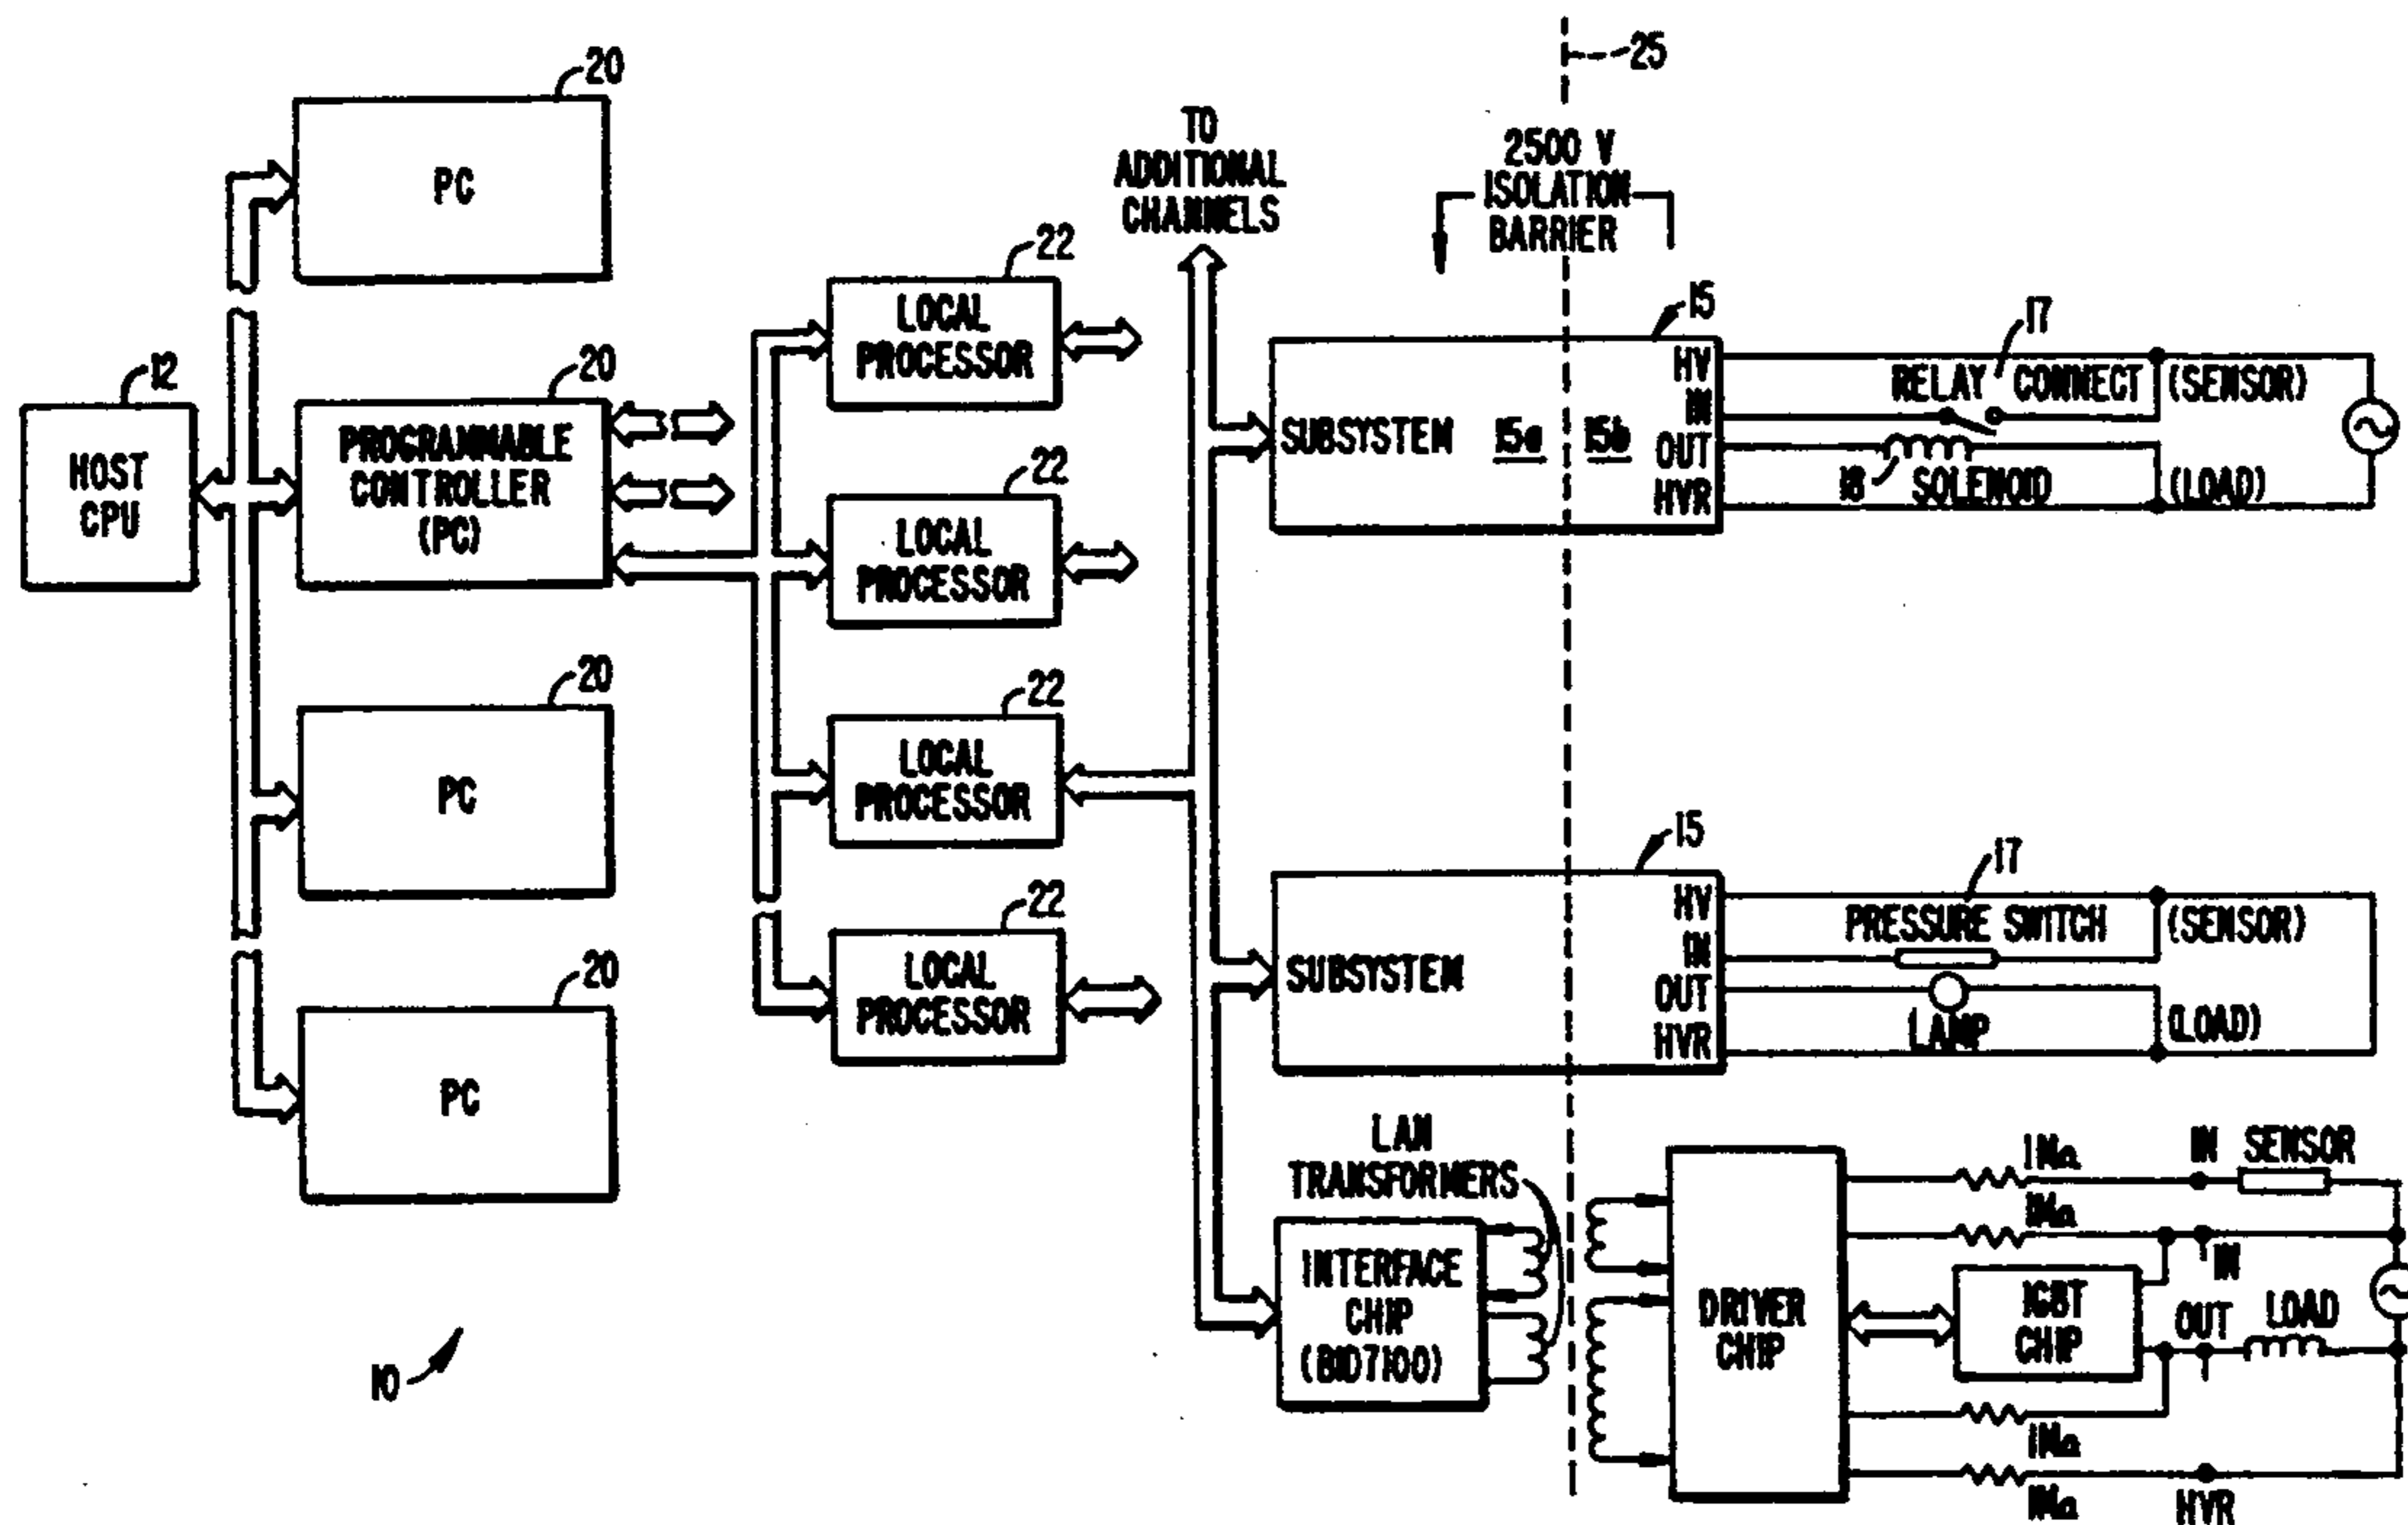 20
PC
12
HOST
CPU
20
PROGRAMMABLE
CONTROLLER
(PC)
20
PC
20
PC
10
22
LOCAL
PROCESSOR
22
LOCAL
PROCESSOR
22
LOCAL
PROCESSOR
22
LOCAL
PROCESSOR
TO
ADDITIONAL
CHANNELS
25
2500 V
ISOLATION
BARRIER
15
SUBSYSTEM 15a 15b
HV
IN
OUT
HVR
17
RELAY CONNECT (SENSOR)
18 SOLENOID (LOAD)
15
SUBSYSTEM
HV
IN
OUT
HVR
17
PRESSURE SWITCH (SENSOR)
LAMP (LOAD)
LAN
TRANSFORMERS
INTERFACE
CHIP
(BID7100)
DRIVER
CHIP
IN SENSOR
IN
IGBT
CHIP
OUT LOAD
HVR